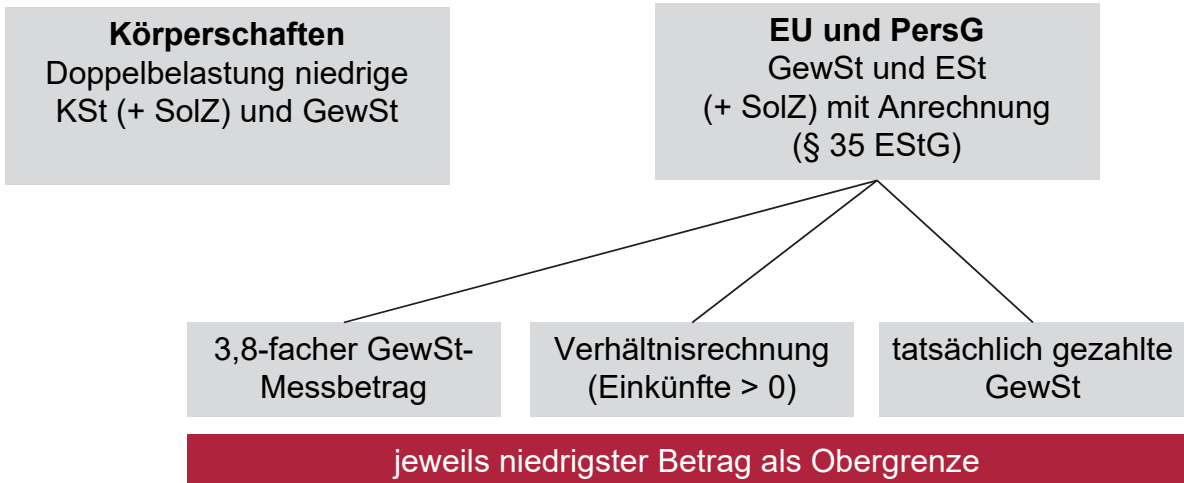 Körperschaften
Doppelbelastung niedrige
KSt (+ SolZ) und GewSt
EU und PersG
GewSt und ESt
(+ SolZ) mit Anrechnung
(§ 35 EStG)
3,8-facher GewSt-
Messbetrag
Verhältnisrechnung
(Einkünfte > 0)
tatsächlich gezahlte
GewSt
jeweils niedrigster Betrag als Obergrenze